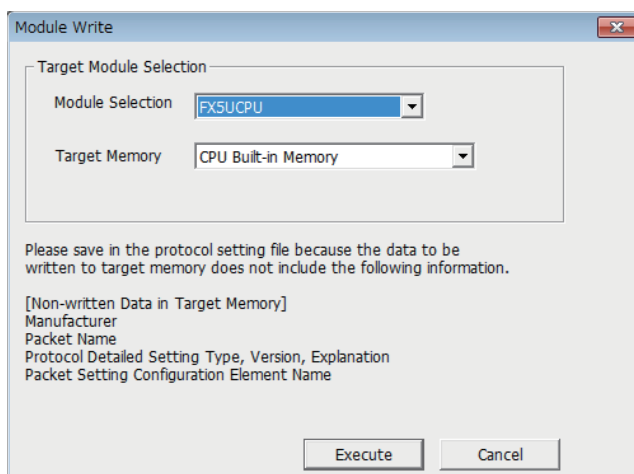 Module Write
Target Module Selection
Module Selection FX5UCPU
Target Memory CPU Built-in Memory
Please save in the protocol setting file because the data to be
written to target memory does not include the following information.
[Non-written Data in Target Memory]
Manufacturer
Packet Name
Protocol Detailed Setting Type, Version, Explanation
Packet Setting Configuration Element Name
Execute Cancel